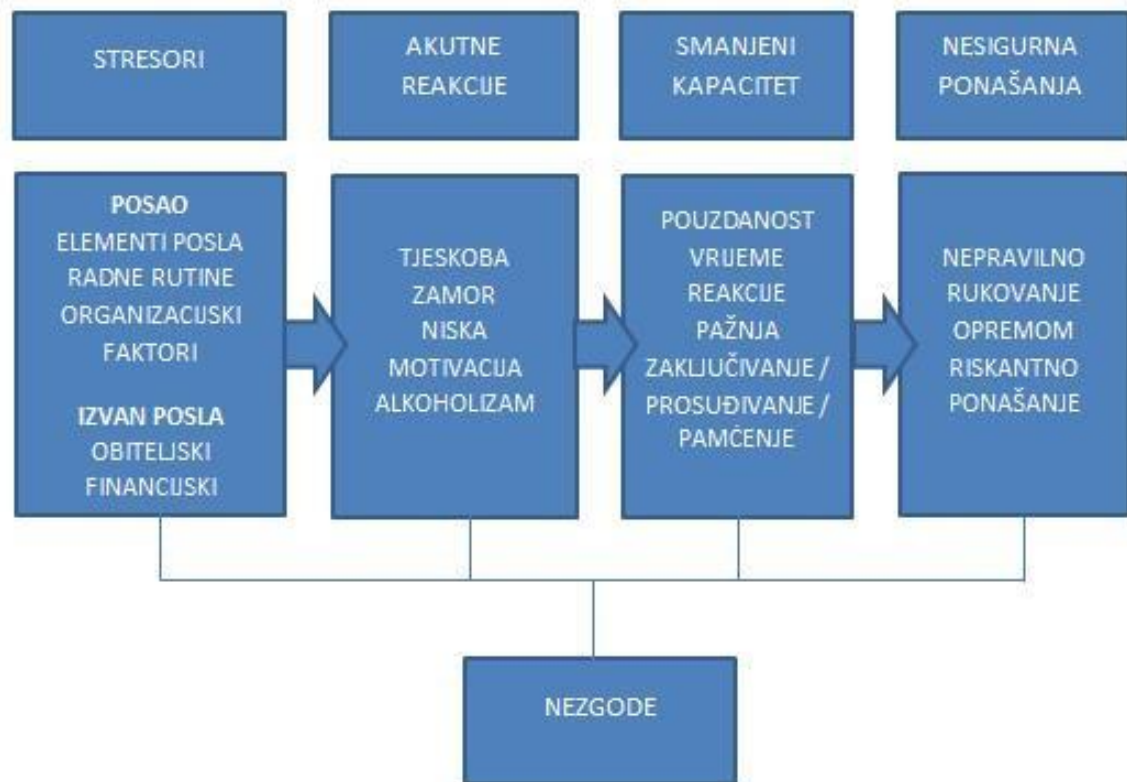 STRESORI
AKUTNE
REAKCIJE
SMANJENI
KAPACITET
NESIGURNA
PONAŠANJA
POSAO
ELEMENTI POSLA
RADNE RUTINE
ORGANIZACIJSKI
FAKTORI
IZVAN POSLA
OBITELJSKI
FINANCIJSKI
TJESKOBA
ZAMOR
NISKA
MOTIVACIJA
ALKOHOLIZAM
POUZDANOST
VRIJEME
REAKCIJE
PAŽNJA
ZAKLJUČIVANJE /
PROSUĐIVANJE /
PAMĆENJE
NEPRAVILNO
RUKOVANJE
OPREMOM
RISKANTNO
PONAŠANJE
NEZGODE